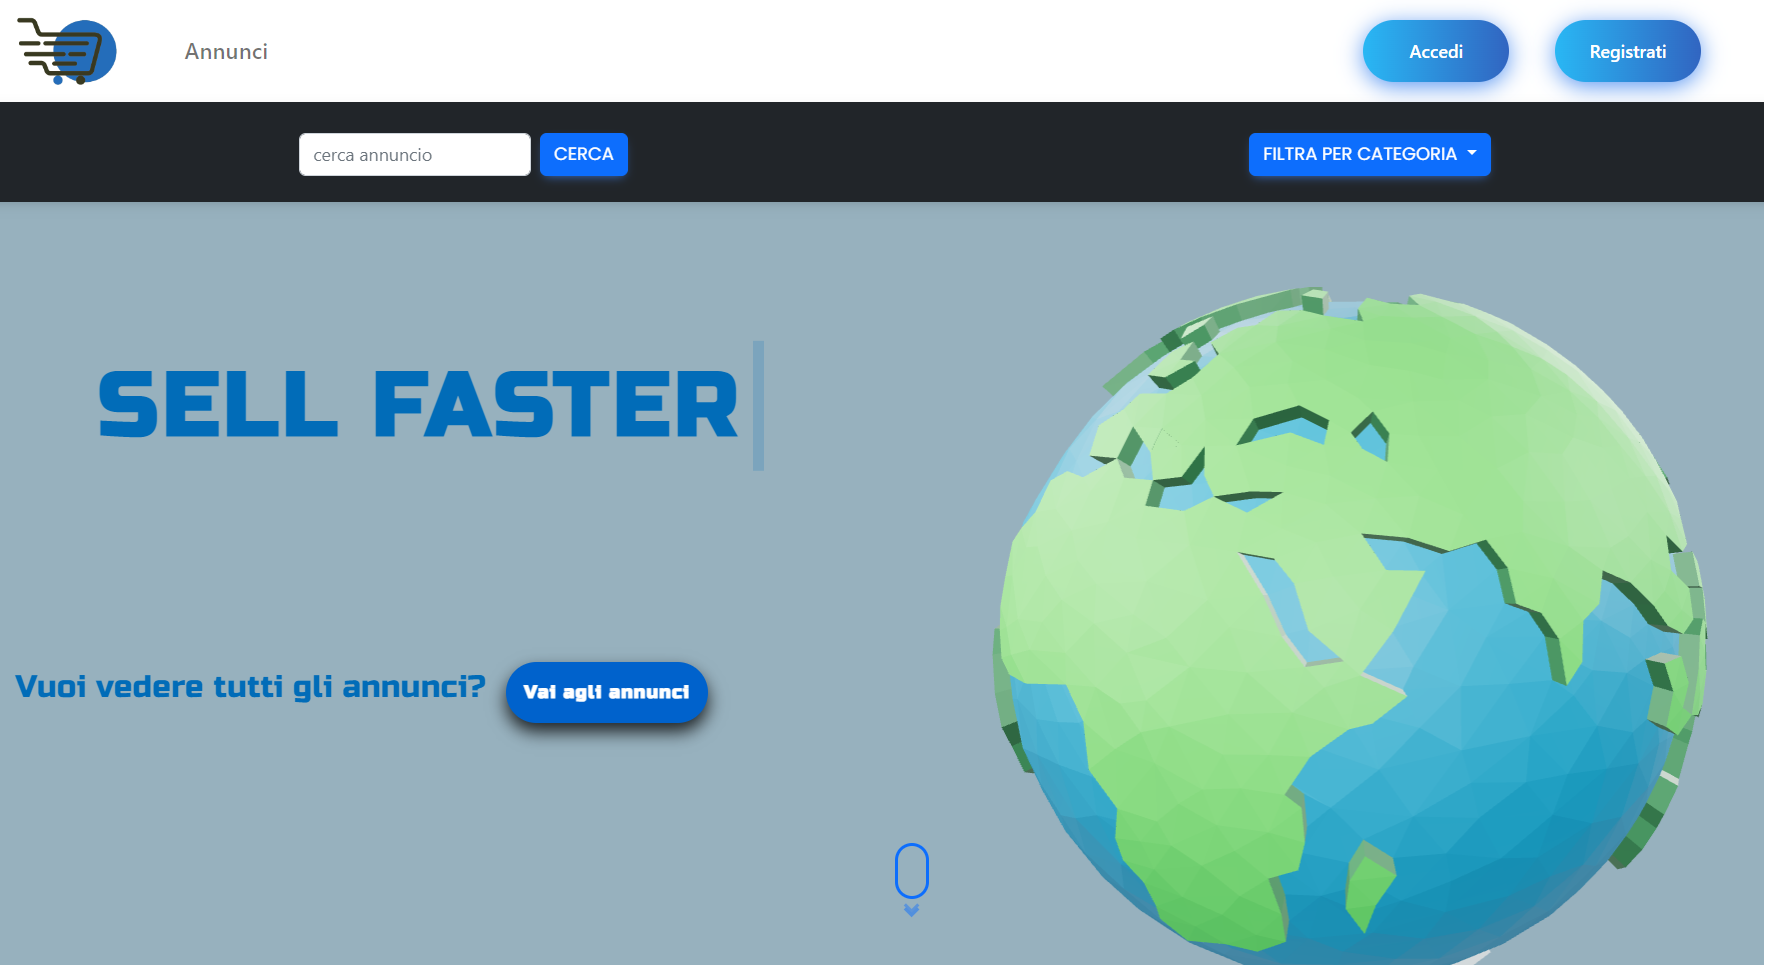 Annunci
Accedi
Registrati
cerca annuncio
CERCA
FILTRA PER CATEGORIA
SELL FASTER
Vuoi vedere tutti gli annunci?
Vai agli annunci